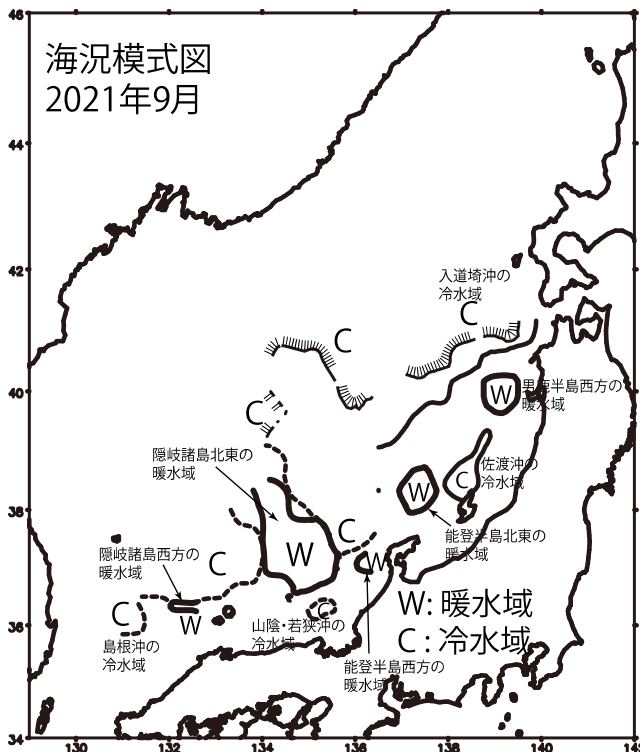 46
海況模式図
2021年9月
44
42
入道埼沖の
冷水域
C
C
40
W
男鹿半島西方の
暖水域
C
隠岐諸島北東の
暖水域
佐渡沖の
冷水域
C
W
38
能登半島北東の
暖水域
C
隠岐諸島西方の
暖水域
C
W
W
W: 暖水域
C
C
W
山陰・若狭沖の
冷水域
C : 冷水域
36
島根沖の
冷水域
能登半島西方の
暖水域
34
130
132
134
136
138
140